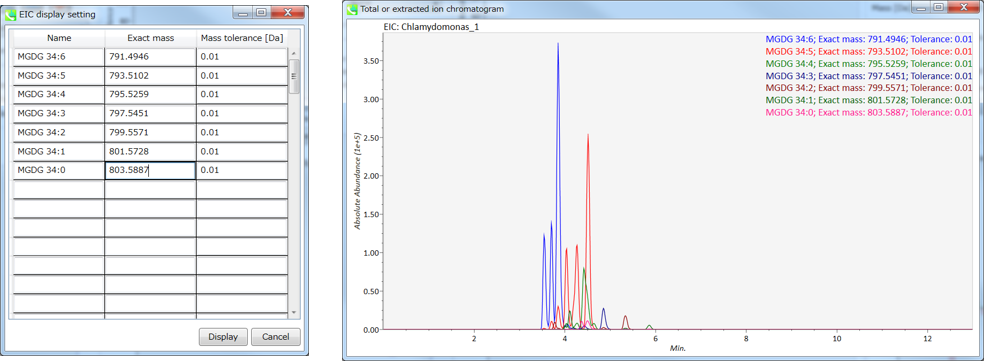 EIC display setting
Name Exact mass Mass tolerance [Da]
MGDG 34:6 791.4946 0.01
MGDG 34:5 793.5102 0.01
MGDG 34:4 795.5259 0.01
MGDG 34:3 797.5451 0.01
MGDG 34:2 799.5571 0.01
MGDG 34:1 801.5728 0.01
MGDG 34:0 803.5887 0.01
Display Cancel
Total or extracted ion chromatogram
EIC: Chlamydomonas_1
MGDG 34:6; Exact mass: 791.4946; Tolerance: 0.01
MGDG 34:5; Exact mass: 793.5102; Tolerance: 0.01
MGDG 34:4; Exact mass: 795.5259; Tolerance: 0.01
MGDG 34:3; Exact mass: 797.5451; Tolerance: 0.01
MGDG 34:2; Exact mass: 799.5571; Tolerance: 0.01
MGDG 34:1; Exact mass: 801.5728; Tolerance: 0.01
MGDG 34:0; Exact mass: 803.5887; Tolerance: 0.01
Absolute Abundance (1e+5)
3.50
3.00
2.50
2.00
1.50
1.00
0.50
0.00
2 4 6 8 10 12
Min.